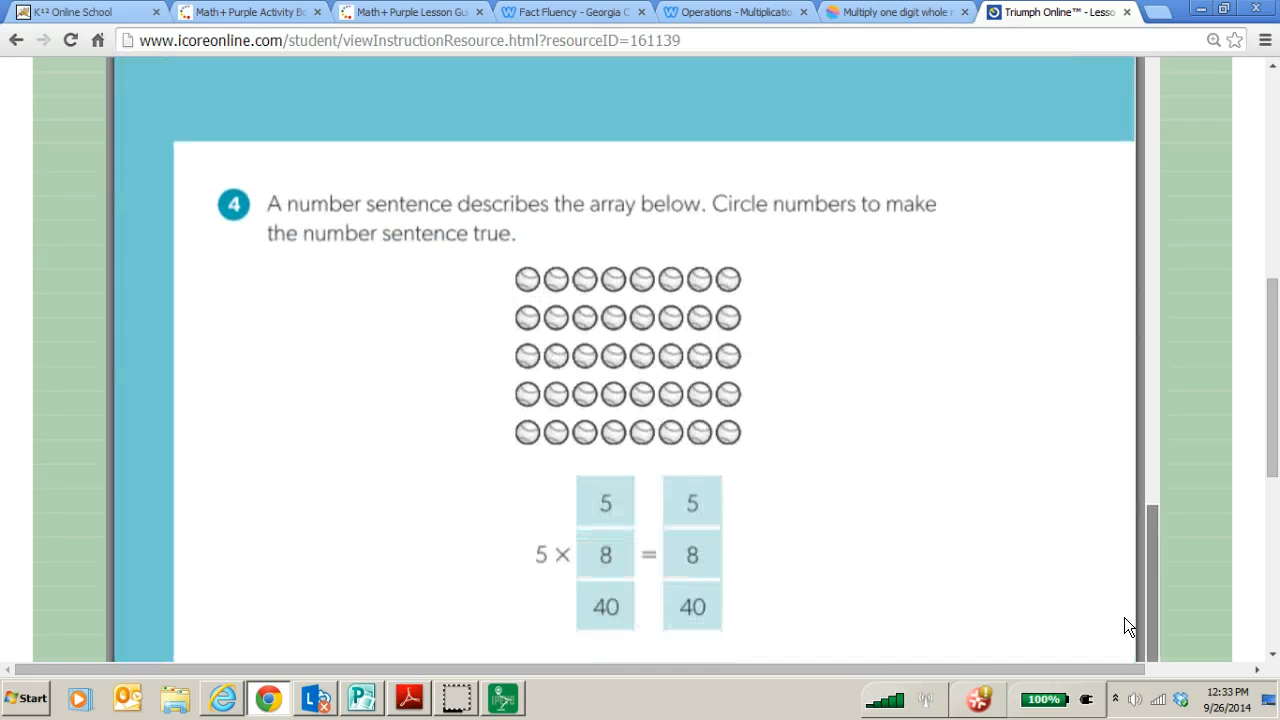 K¹² Online School
Math+ Purple Activity Bo
Math+ Purple Lesson Gui
Fact Fluency - Georgia C
Operations - Multiplicatio
Multiply one digit whole n
Triumph Online™ - Lesso
www.icoreonline.com/student/viewInstructionResource.html?resourceID=161139
4 A number sentence describes the array below. Circle numbers to make
the number sentence true.
5 5
5 × 8 = 8
40 40
Start
100%
12:33 PM
9/26/2014